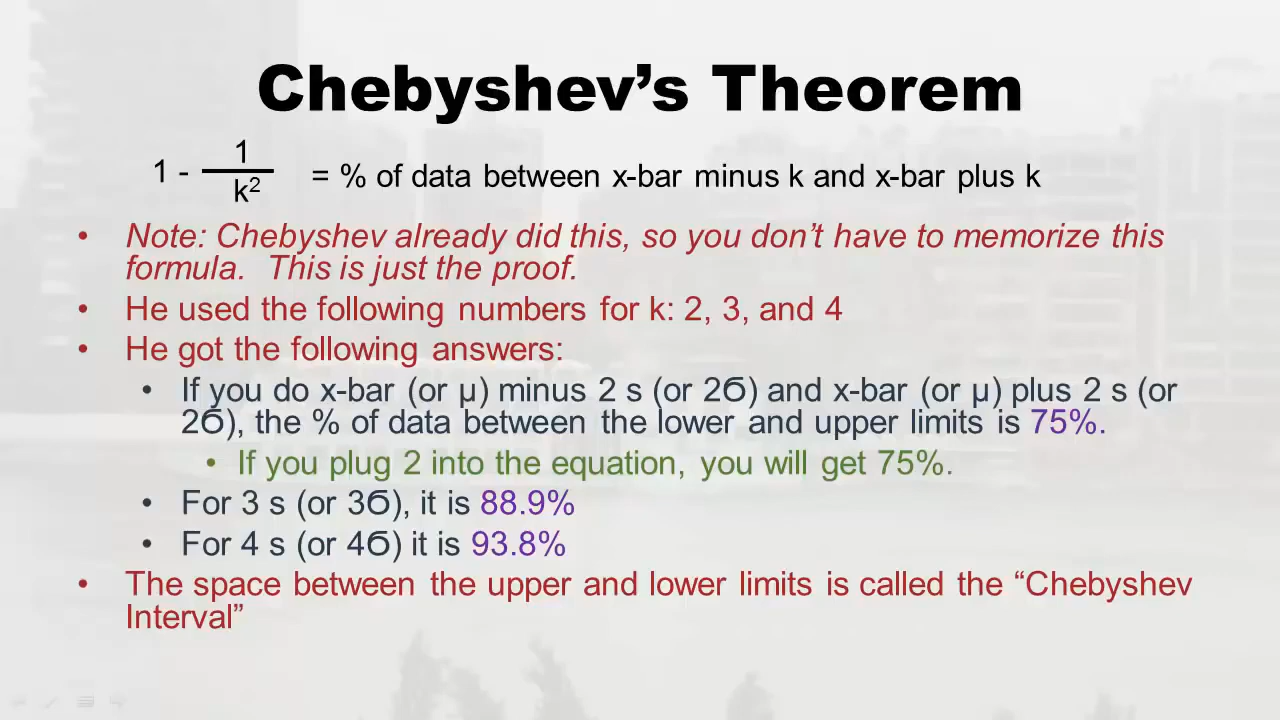 Chebyshev’s Theorem
1 - 1/k² = % of data between x-bar minus k and x-bar plus k
• Note: Chebyshev already did this, so you don’t have to memorize this
formula. This is just the proof.
• He used the following numbers for k: 2, 3, and 4
• He got the following answers:
• If you do x-bar (or µ) minus 2 s (or 2Ϭ) and x-bar (or µ) plus 2 s (or
2Ϭ), the % of data between the lower and upper limits is 75%.
• If you plug 2 into the equation, you will get 75%.
• For 3 s (or 3Ϭ), it is 88.9%
• For 4 s (or 4Ϭ) it is 93.8%
• The space between the upper and lower limits is called the “Chebyshev
Interval”